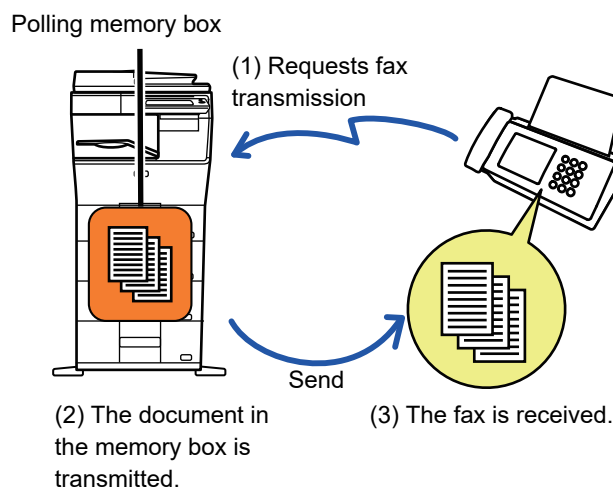 Polling memory box
(1) Requests fax
transmission
Send
(2) The document in
the memory box is
transmitted.
(3) The fax is received.